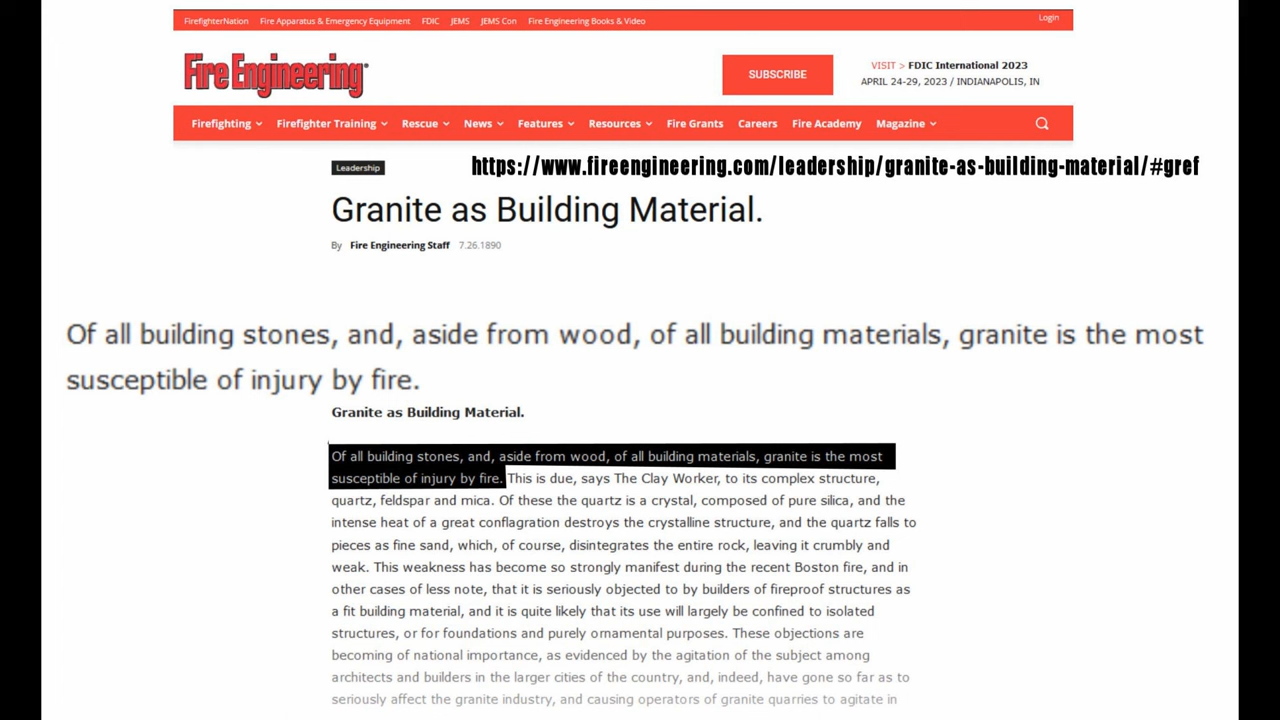 FirefighterNation Fire Apparatus & Emergency Equipment FDIC JEMS JEMS Con Fire Engineering Books & Video Login
Fire Engineering®
SUBSCRIBE
VISIT > FDIC International 2023
APRIL 24-29, 2023 / INDIANAPOLIS, IN
Firefighting Firefighter Training Rescue News Features Resources Fire Grants Careers Fire Academy Magazine
Leadership
https://www.fireengineering.com/leadership/granite-as-building-material/#gref
Granite as Building Material.
By Fire Engineering Staff 7.26.1890
Of all building stones, and, aside from wood, of all building materials, granite is the most
susceptible of injury by fire.
Granite as Building Material.
Of all building stones, and, aside from wood, of all building materials, granite is the most
susceptible of injury by fire. This is due, says The Clay Worker, to its complex structure,
quartz, feldspar and mica. Of these the quartz is a crystal, composed of pure silica, and the
intense heat of a great conflagration destroys the crystalline structure, and the quartz falls to
pieces as fine sand, which, of course, disintegrates the entire rock, leaving it crumbly and
weak. This weakness has become so strongly manifest during the recent Boston fire, and in
other cases of less note, that it is seriously objected to by builders of fireproof structures as
a fit building material, and it is quite likely that its use will largely be confined to isolated
structures, or for foundations and purely ornamental purposes. These objections are
becoming of national importance, as evidenced by the agitation of the subject among
architects and builders in the larger cities of the country, and, indeed, have gone so far as to
seriously affect the granite industry, and causing operators of granite quarries to agitate in